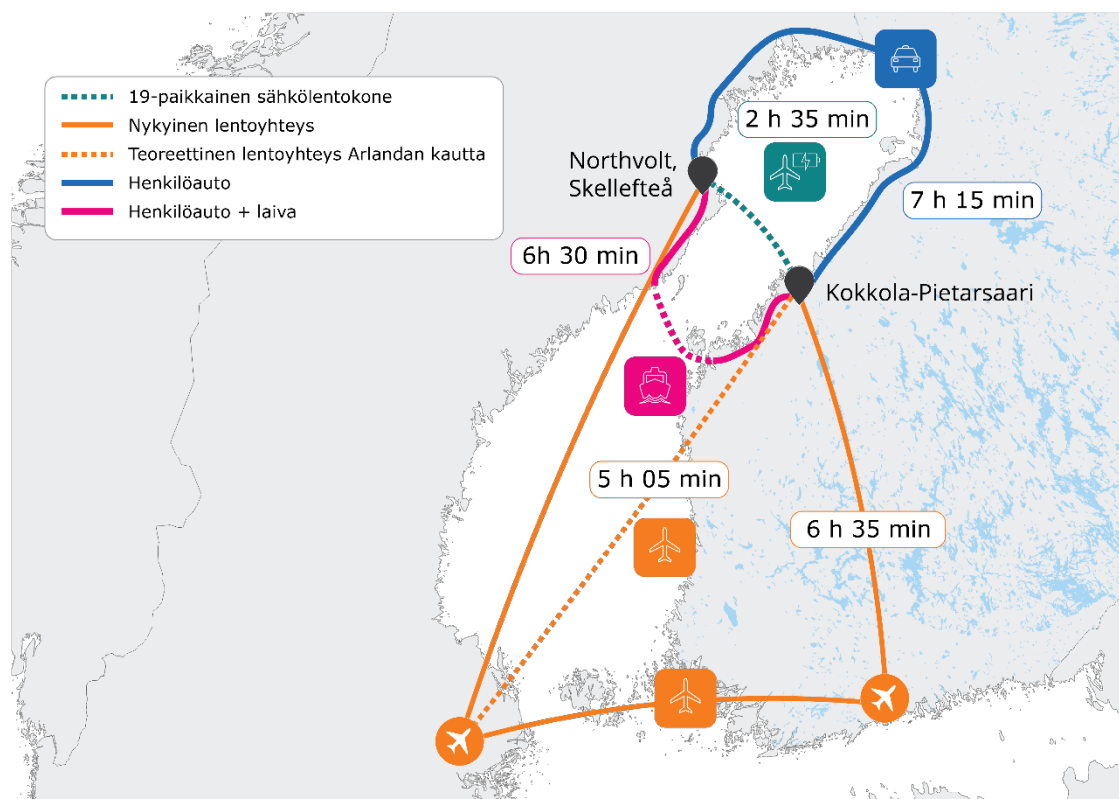 19-paikkainen sähkölentokone
Nykyinen lentoyhteys
Teoreettinen lentoyhteys Arlandan kautta
Henkilöauto
Henkilöauto + laiva
2 h 35 min
Northvolt,
Skellefteå
7 h 15 min
6h 30 min
Kokkola-Pietarsaari
5 h 05 min
6 h 35 min